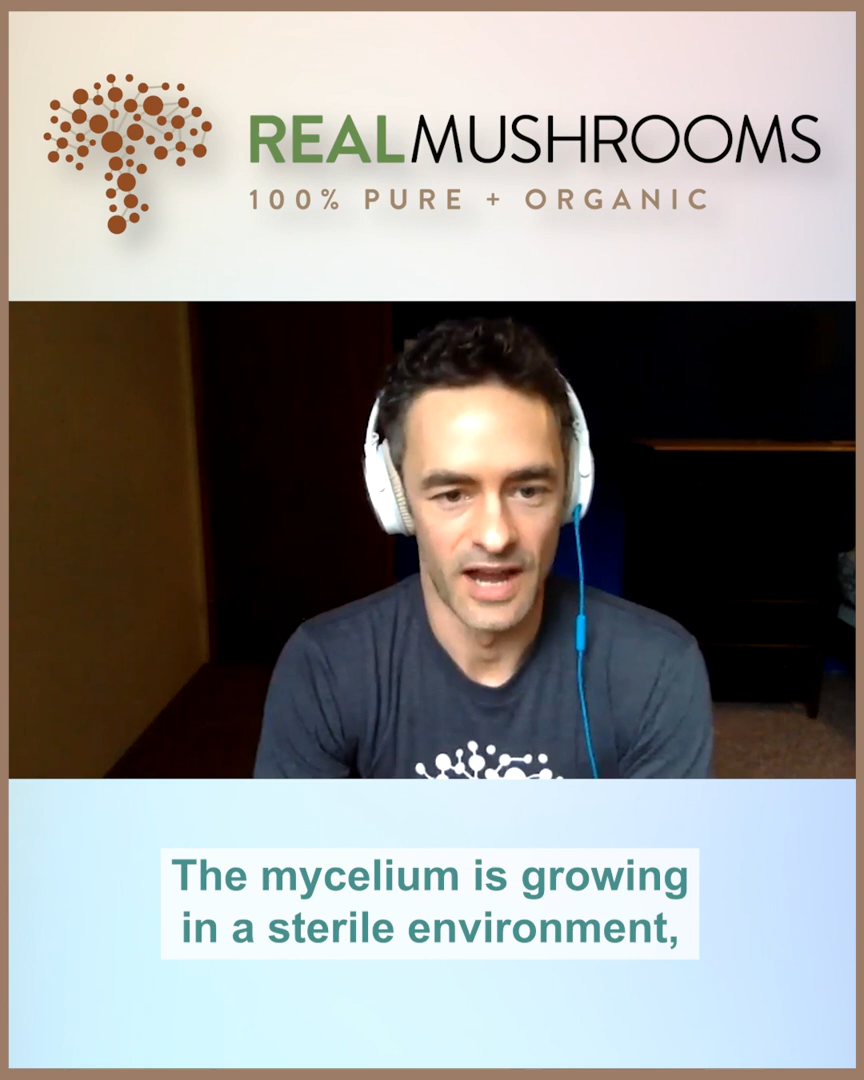 REALMUSHROOMS
100% PURE + ORGANIC
The mycelium is growing
in a sterile environment,